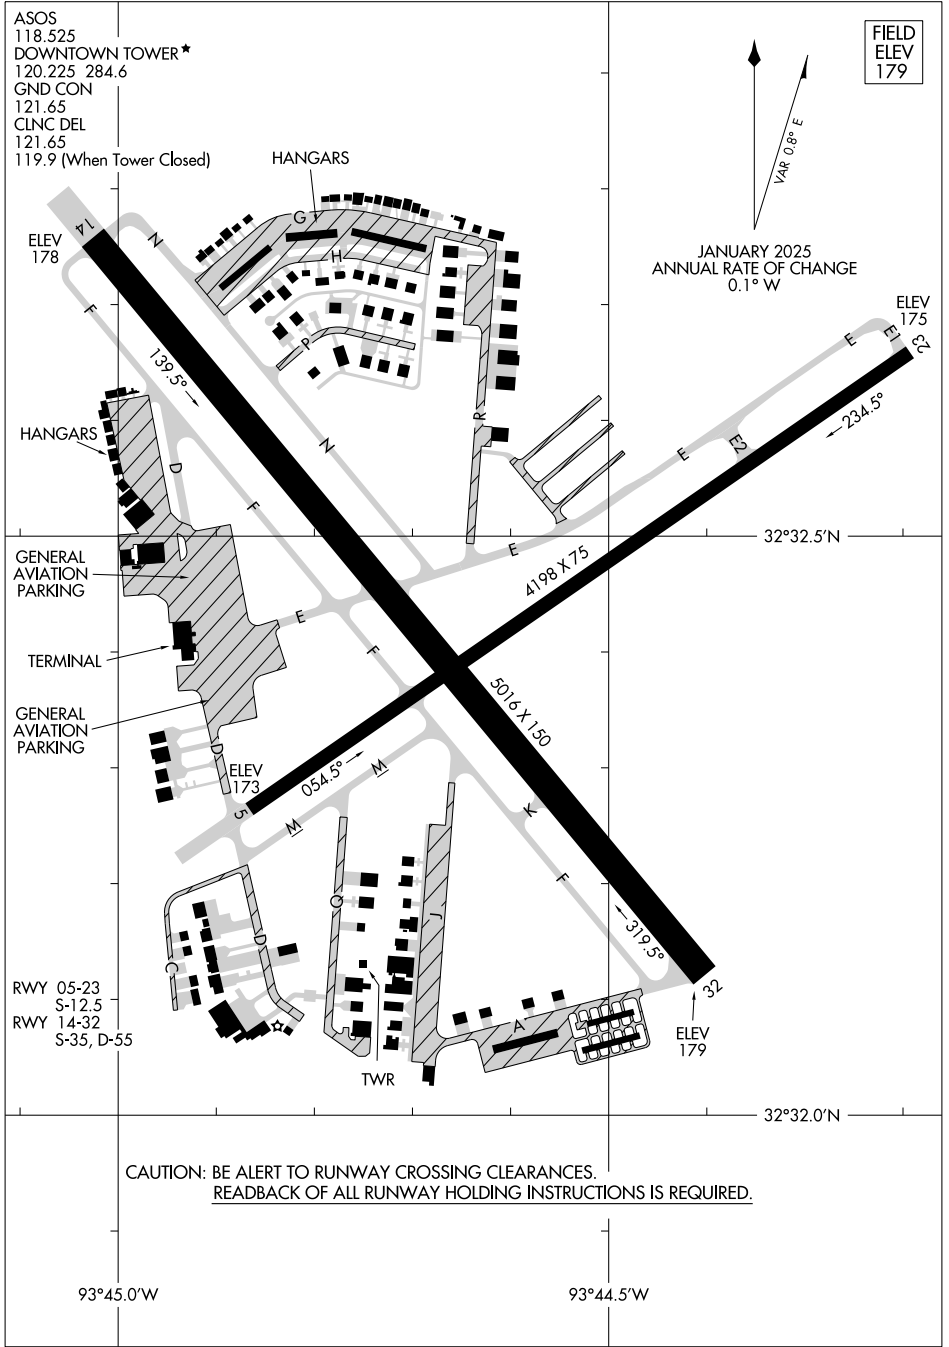 ASOS
118.525
DOWNTOWN TOWER★
120.225 284.6
GND CON
121.65
CLNC DEL
121.65
119.9 (When Tower Closed)
FIELD
ELEV
179
VAR 0.8° E
JANUARY 2025
ANNUAL RATE OF CHANGE
0.1° W
HANGARS
G
H
P
N
14
ELEV
178
F
139.5°
ELEV
175
E
E1
23
234.5°
E2
E
R
N
HANGARS
D
F
E
32°32.5'N
4198 X 75
GENERAL
AVIATION
PARKING
E
TERMINAL
F
5016 X 150
GENERAL
AVIATION
PARKING
D
ELEV
173
054.5°
M
5
M
K
F
Q
J
C
D
319.5°
32
ELEV
179
A
TWR
RWY 05-23
S-12.5
RWY 14-32
S-35, D-55
32°32.0'N
CAUTION: BE ALERT TO RUNWAY CROSSING CLEARANCES.
READBACK OF ALL RUNWAY HOLDING INSTRUCTIONS IS REQUIRED.
93°45.0'W
93°44.5'W